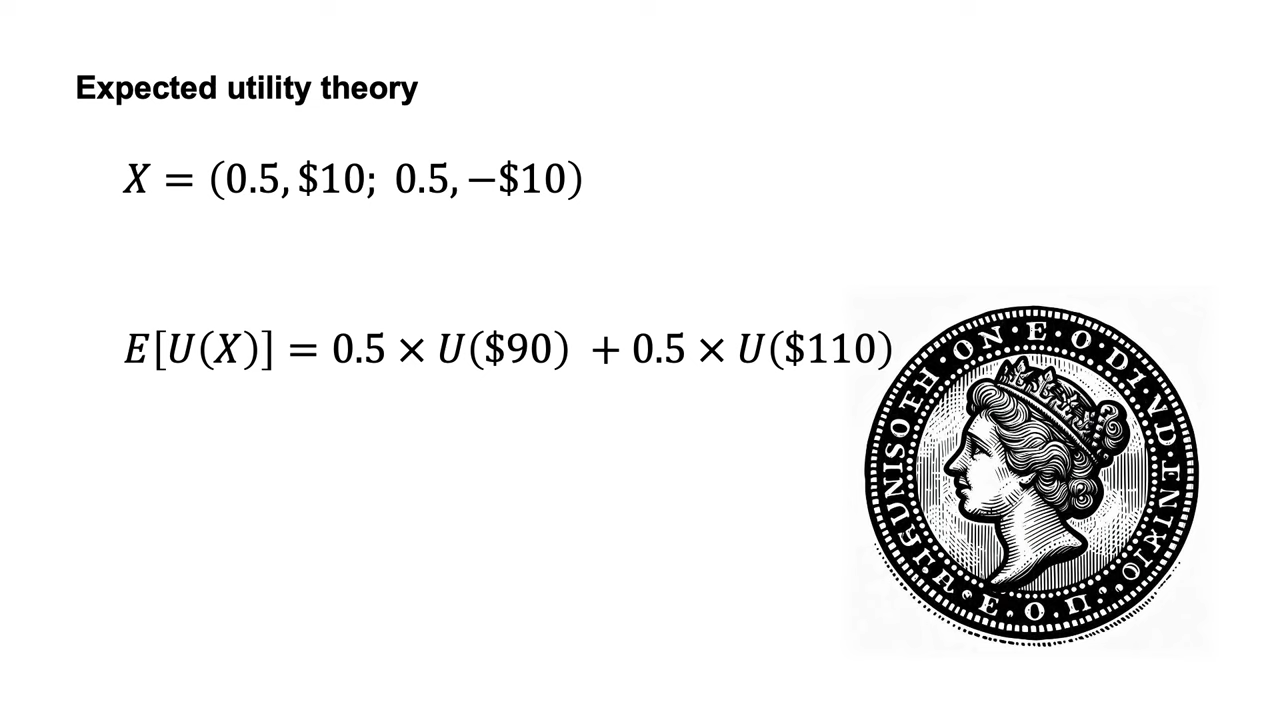 Expected utility theory
X = (0.5, $10; 0.5, −$10)
E[U(X)] = 0.5 × U($90) + 0.5 × U($110)